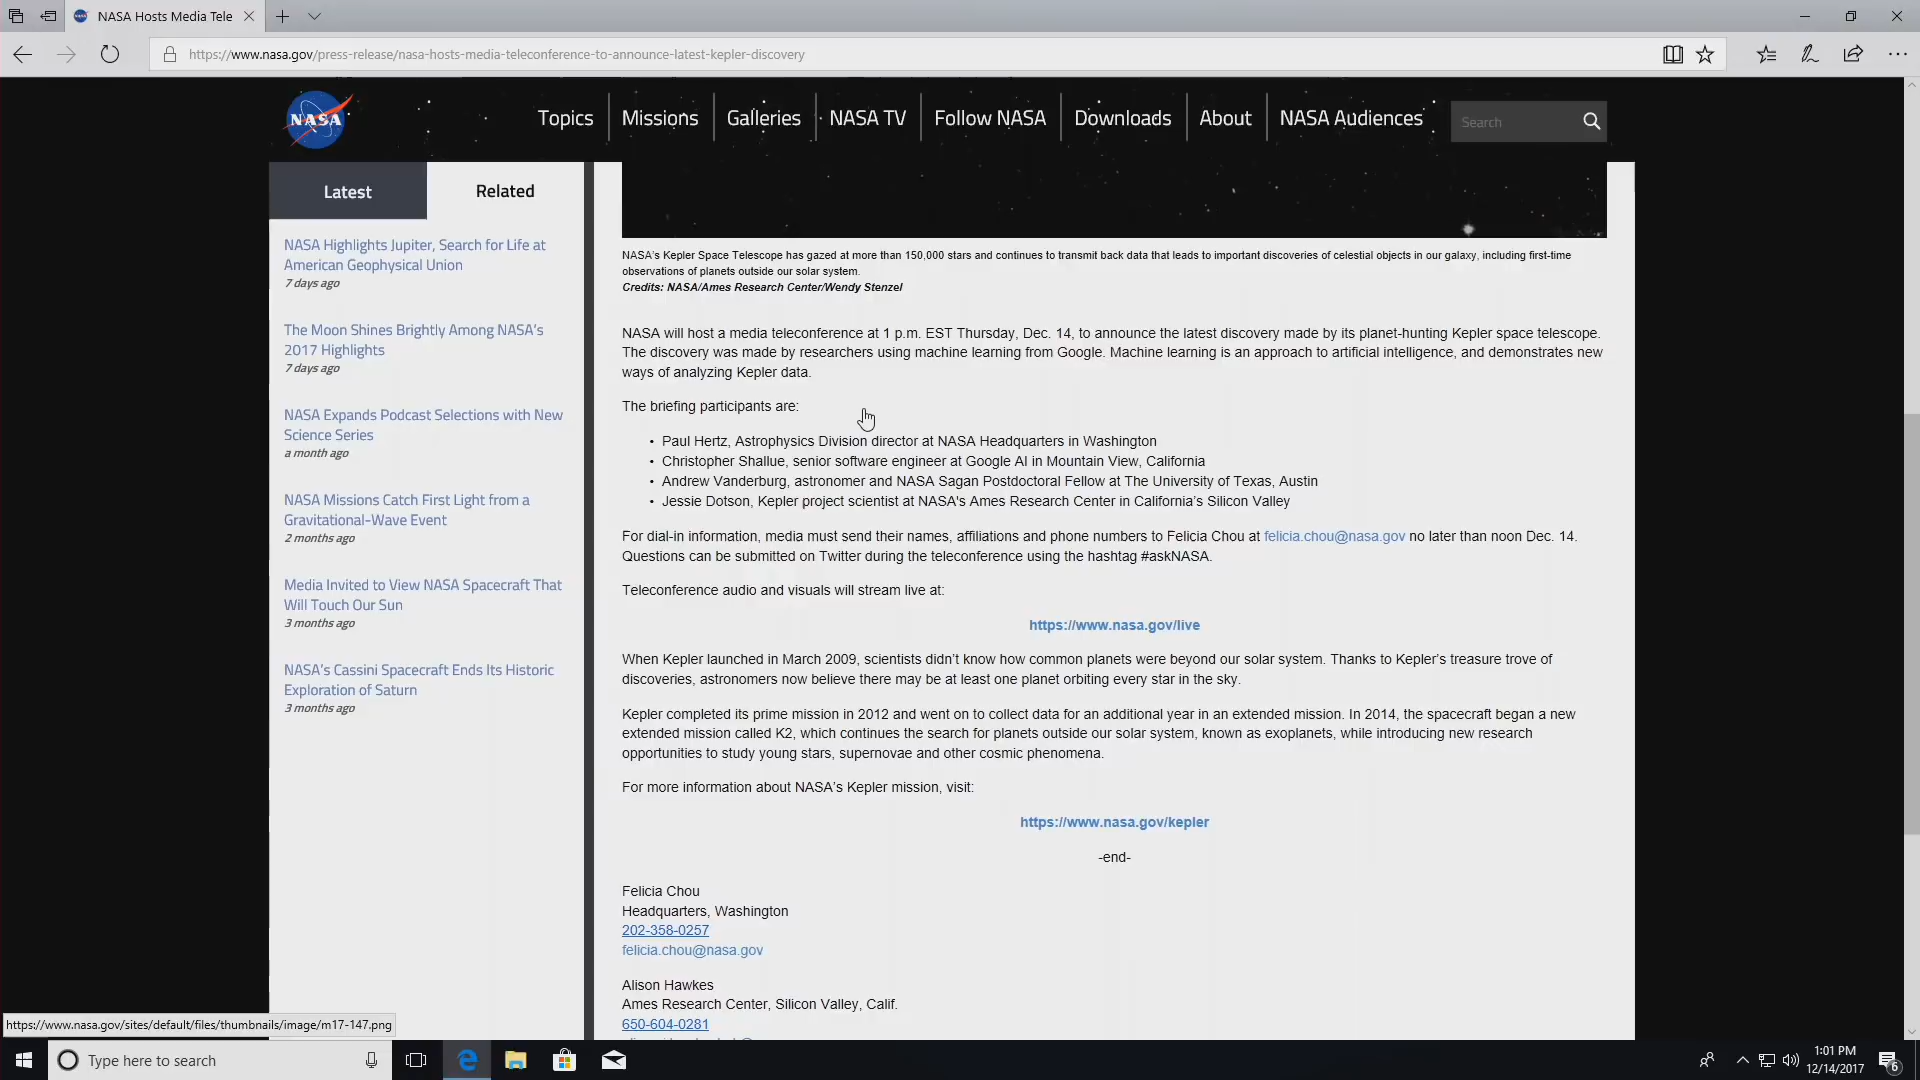 NASA Hosts Media Tele
https://www.nasa.gov/press-release/nasa-hosts-media-teleconference-to-announce-latest-kepler-discovery
NASA
Topics
Missions
Galleries
NASA TV
Follow NASA
Downloads
About
NASA Audiences
Search
Latest
Related
NASA Highlights Jupiter, Search for Life at
American Geophysical Union
7 days ago
The Moon Shines Brightly Among NASA's
2017 Highlights
7 days ago
NASA Expands Podcast Selections with New
Science Series
a month ago
NASA Missions Catch First Light from a
Gravitational-Wave Event
2 months ago
Media Invited to View NASA Spacecraft That
Will Touch Our Sun
3 months ago
NASA's Cassini Spacecraft Ends Its Historic
Exploration of Saturn
3 months ago
NASA's Kepler Space Telescope has gazed at more than 150,000 stars and continues to transmit back data that leads to important discoveries of celestial objects in our galaxy, including first-time
observations of planets outside our solar system.
Credits: NASA/Ames Research Center/Wendy Stenzel
NASA will host a media teleconference at 1 p.m. EST Thursday, Dec. 14, to announce the latest discovery made by its planet-hunting Kepler space telescope.
The discovery was made by researchers using machine learning from Google. Machine learning is an approach to artificial intelligence, and demonstrates new
ways of analyzing Kepler data.
The briefing participants are:
• Paul Hertz, Astrophysics Division director at NASA Headquarters in Washington
• Christopher Shallue, senior software engineer at Google AI in Mountain View, California
• Andrew Vanderburg, astronomer and NASA Sagan Postdoctoral Fellow at The University of Texas, Austin
• Jessie Dotson, Kepler project scientist at NASA's Ames Research Center in California's Silicon Valley
For dial-in information, media must send their names, affiliations and phone numbers to Felicia Chou at felicia.chou@nasa.gov no later than noon Dec. 14.
Questions can be submitted on Twitter during the teleconference using the hashtag #askNASA.
Teleconference audio and visuals will stream live at:
https://www.nasa.gov/live
When Kepler launched in March 2009, scientists didn't know how common planets were beyond our solar system. Thanks to Kepler's treasure trove of
discoveries, astronomers now believe there may be at least one planet orbiting every star in the sky.
Kepler completed its prime mission in 2012 and went on to collect data for an additional year in an extended mission. In 2014, the spacecraft began a new
extended mission called K2, which continues the search for planets outside our solar system, known as exoplanets, while introducing new research
opportunities to study young stars, supernovae and other cosmic phenomena.
For more information about NASA's Kepler mission, visit:
https://www.nasa.gov/kepler
-end-
Felicia Chou
Headquarters, Washington
202-358-0257
felicia.chou@nasa.gov
Alison Hawkes
Ames Research Center, Silicon Valley, Calif.
650-604-0281
https://www.nasa.gov/sites/default/files/thumbnails/image/m17-147.png
Type here to search
1:01 PM
12/14/2017
6